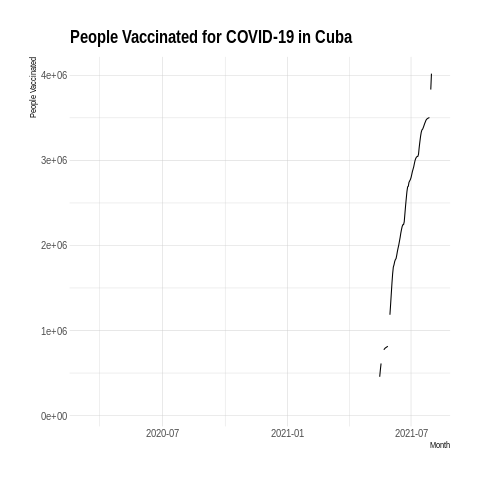 People Vaccinated for COVID-19 in Cuba
People Vaccinated
4e+06
3e+06
2e+06
1e+06
0e+00
2020-07
2021-01
2021-07
Month